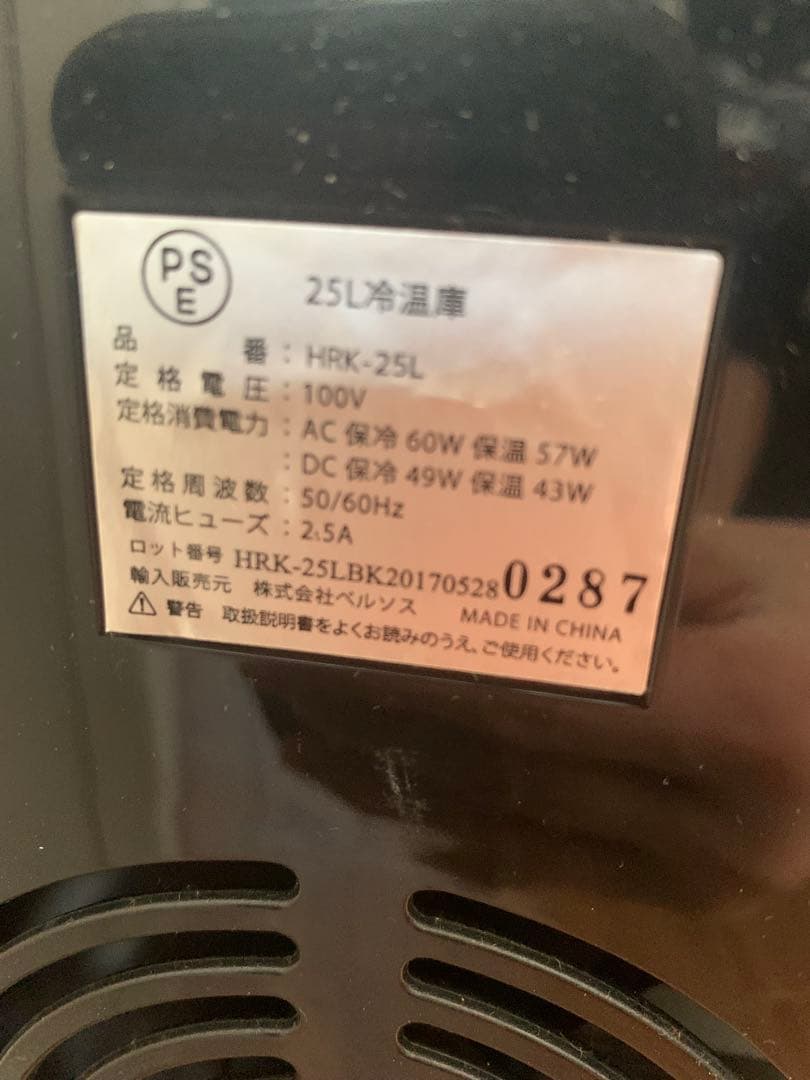 PSE
25L冷温庫
品 番：HRK-25L
定格電圧：100V
定格消費電力：AC 保冷 60W 保温 57W
：DC 保冷 49W 保温 43W
定格周波数：50/60Hz
電流ヒューズ：2.5A
ロット番号 HRK-25LBK20170528 0287
輸入販売元 株式会社ベルソス MADE IN CHINA
⚠ 警告 取扱説明書をよくお読みのうえ、ご使用ください。